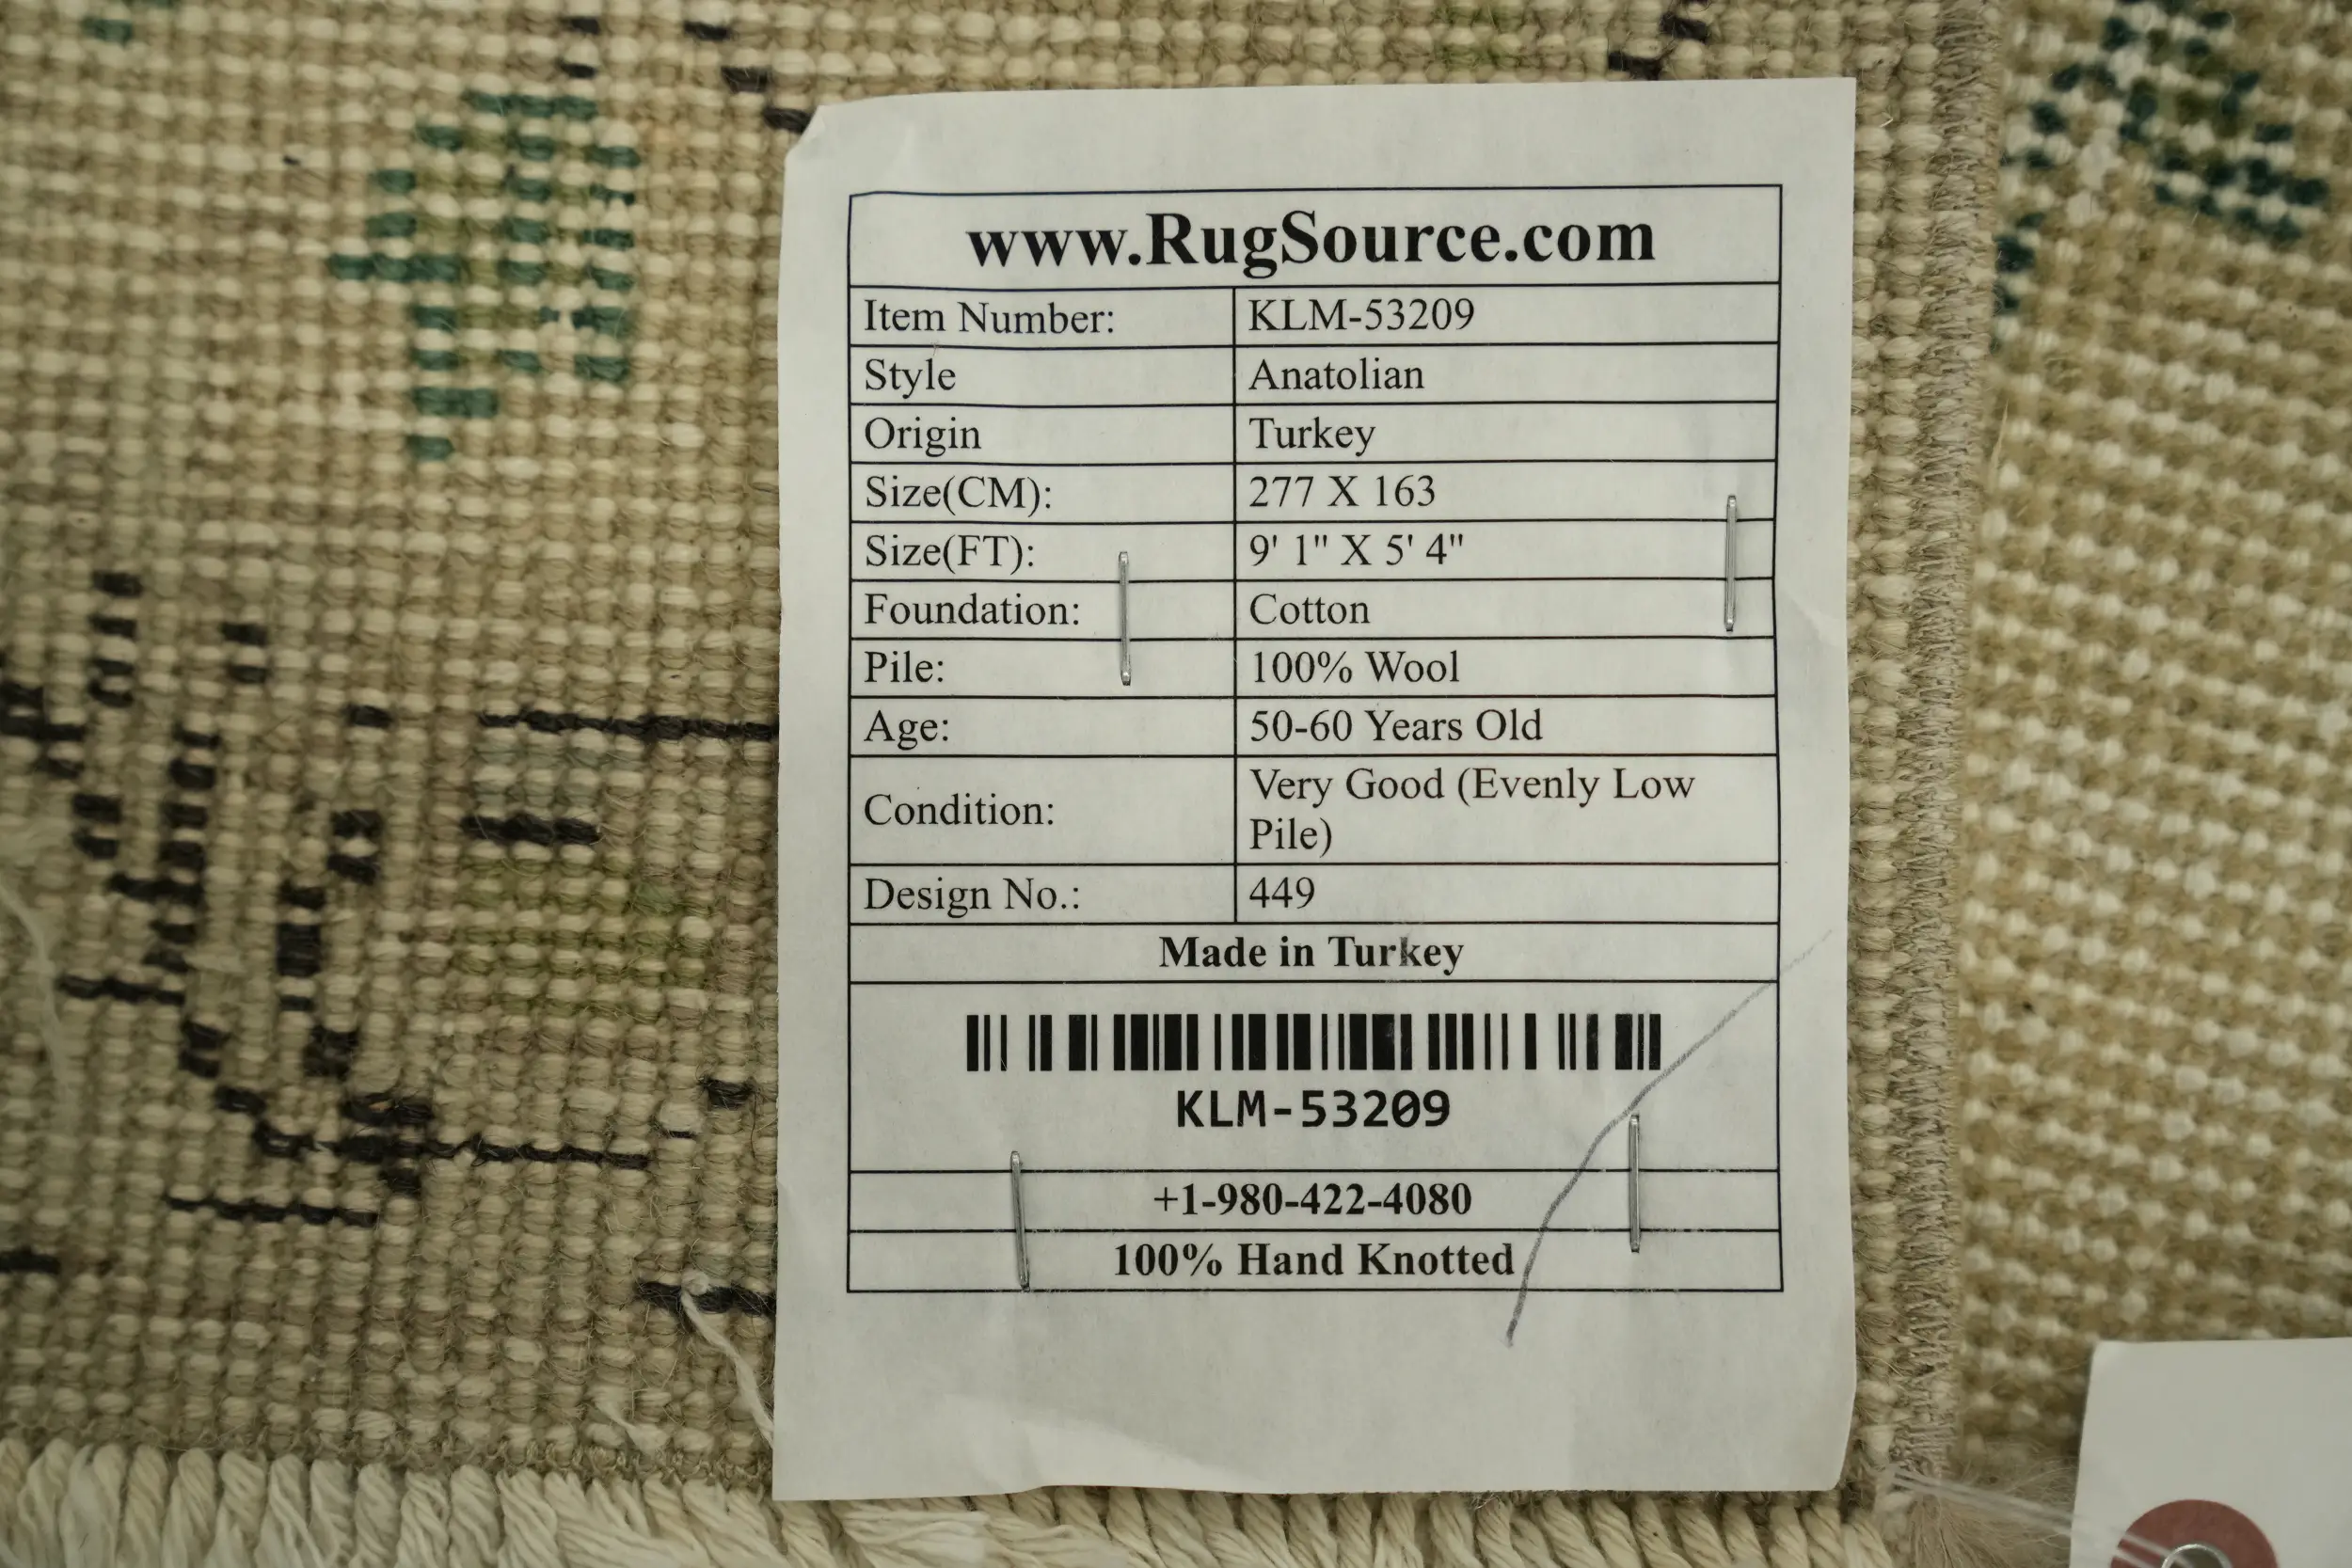 www.RugSource.com
Item Number: KLM-53209
Style Anatolian
Origin Turkey
Size(CM): 277 X 163
Size(FT): 9' 1" X 5' 4"
Foundation: Cotton
Pile: 100% Wool
Age: 50-60 Years Old
Condition: Very Good (Evenly Low
Pile)
Design No.: 449
Made in Turkey
KLM-53209
+1-980-422-4080
100% Hand Knotted